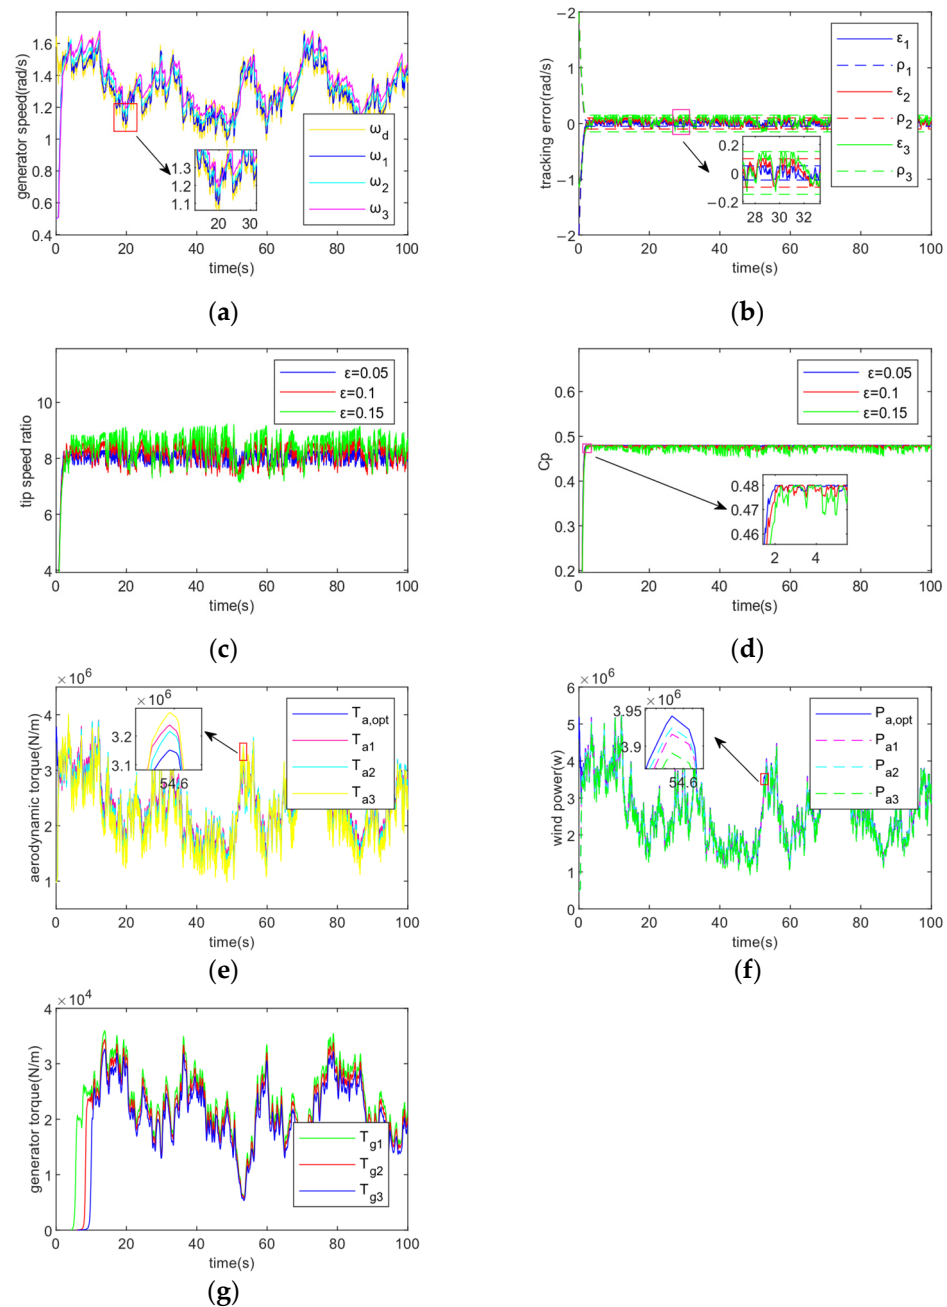 generator speed(rad/s)
1.6
1.4
1.2
1
0.8
0.6
0.4
0 20 40 60 80 100
time(s)
ω_d
ω_1
ω_2
ω_3
1.3
1.2
1.1
20 30
(a)
tracking error(rad/s)
−2
1
0
−1
−2
0 20 40 60 80 100
time(s)
ε_1
ρ_1
ε_2
ρ_2
ε_3
ρ_3
0.2
0
−0.2
28 30 32
(b)
tip speed ratio
10
8
6
4
0 20 40 60 80 100
time(s)
ε=0.05
ε=0.1
ε=0.15
(c)
Cp
0.6
0.5
0.4
0.3
0.2
0 20 40 60 80 100
time(s)
ε=0.05
ε=0.1
ε=0.15
0.48
0.47
0.46
2 4
(d)
aerodynamic torque(N/m)
×10^6
4
3
2
1
5
0 20 40 60 80 100
time(s)
T_a,opt
T_a1
T_a2
T_a3
×10^6
3.2
3.1
54.6
(e)
wind power(w)
×10^6
6
5
4
3
2
1
0
0 20 40 60 80 100
time(s)
P_a,opt
P_a1
P_a2
P_a3
×10^6
3.95
3.9
54.6
(f)
generator torque(N/m)
×10^4
4
3
2
1
0
0 20 40 60 80 100
time(s)
T_g1
T_g2
T_g3
(g)